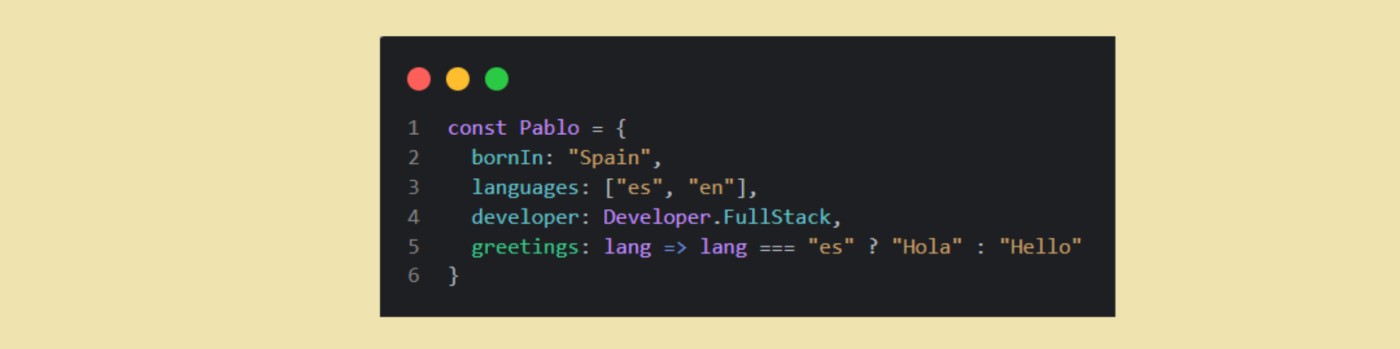 1 const Pablo = {
2   bornIn: "Spain",
3   languages: ["es", "en"],
4   developer: Developer.FullStack,
5   greetings: lang => lang === "es" ? "Hola" : "Hello"
6 }